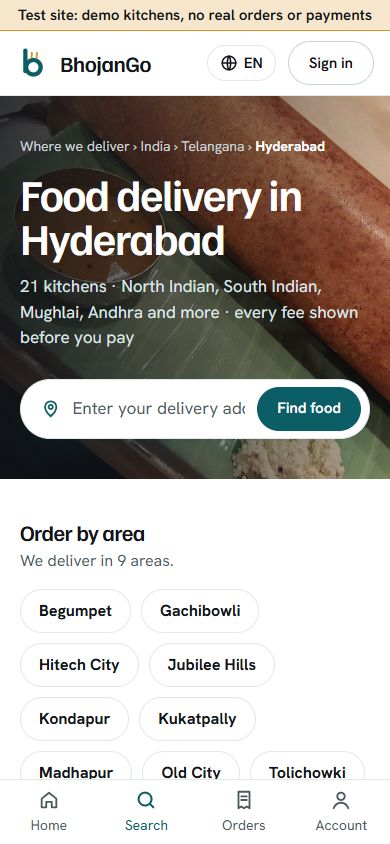 Test site: demo kitchens, no real orders or payments
BhojanGo
EN
Sign in
Where we deliver › India › Telangana › Hyderabad
Food delivery in
Hyderabad
21 kitchens · North Indian, South Indian,
Mughlai, Andhra and more · every fee shown
before you pay
Enter your delivery add
Find food
Order by area
We deliver in 9 areas.
Begumpet
Gachibowli
Hitech City
Jubilee Hills
Kondapur
Kukatpally
Madhapur
Old City
Tolichowki
Home
Search
Orders
Account